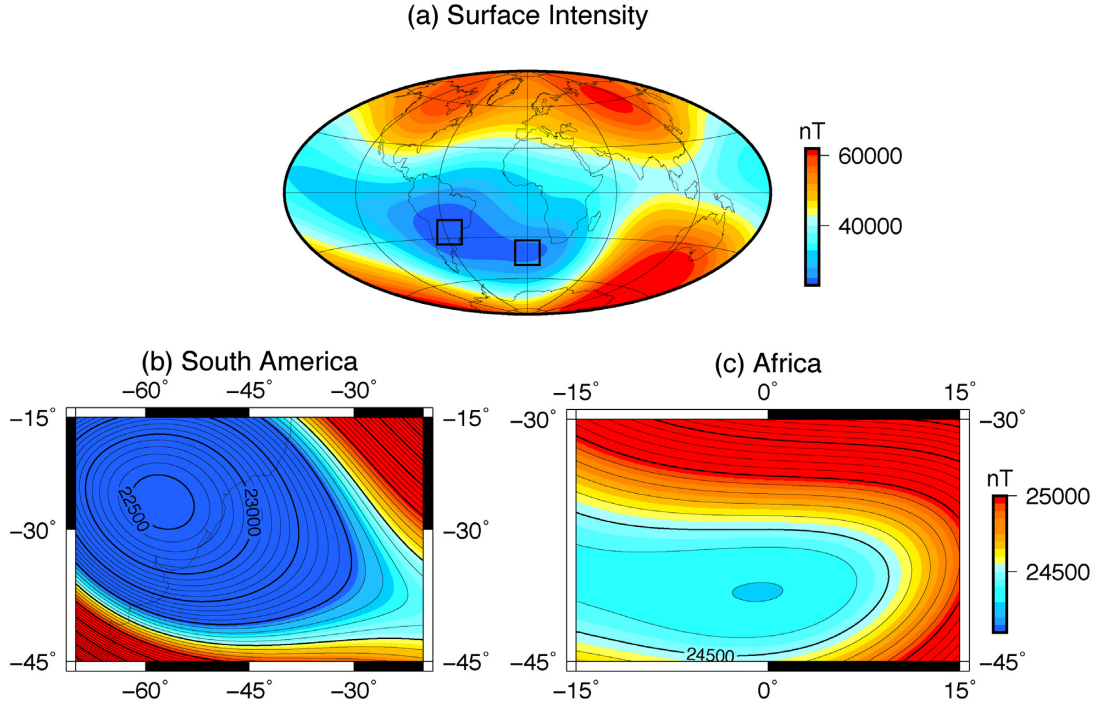 (a) Surface Intensity
nT
60000
40000
(b) South America
(c) Africa
−60˚ −45˚ −30˚
−15˚ 0˚ 15˚
−15˚ −15˚
−30˚ −30˚
22500
23000
nT
25000
−30˚ −30˚
24500
24500
−45˚ −45˚
−45˚ −45˚
−60˚ −45˚ −30˚
−15˚ 0˚ 15˚